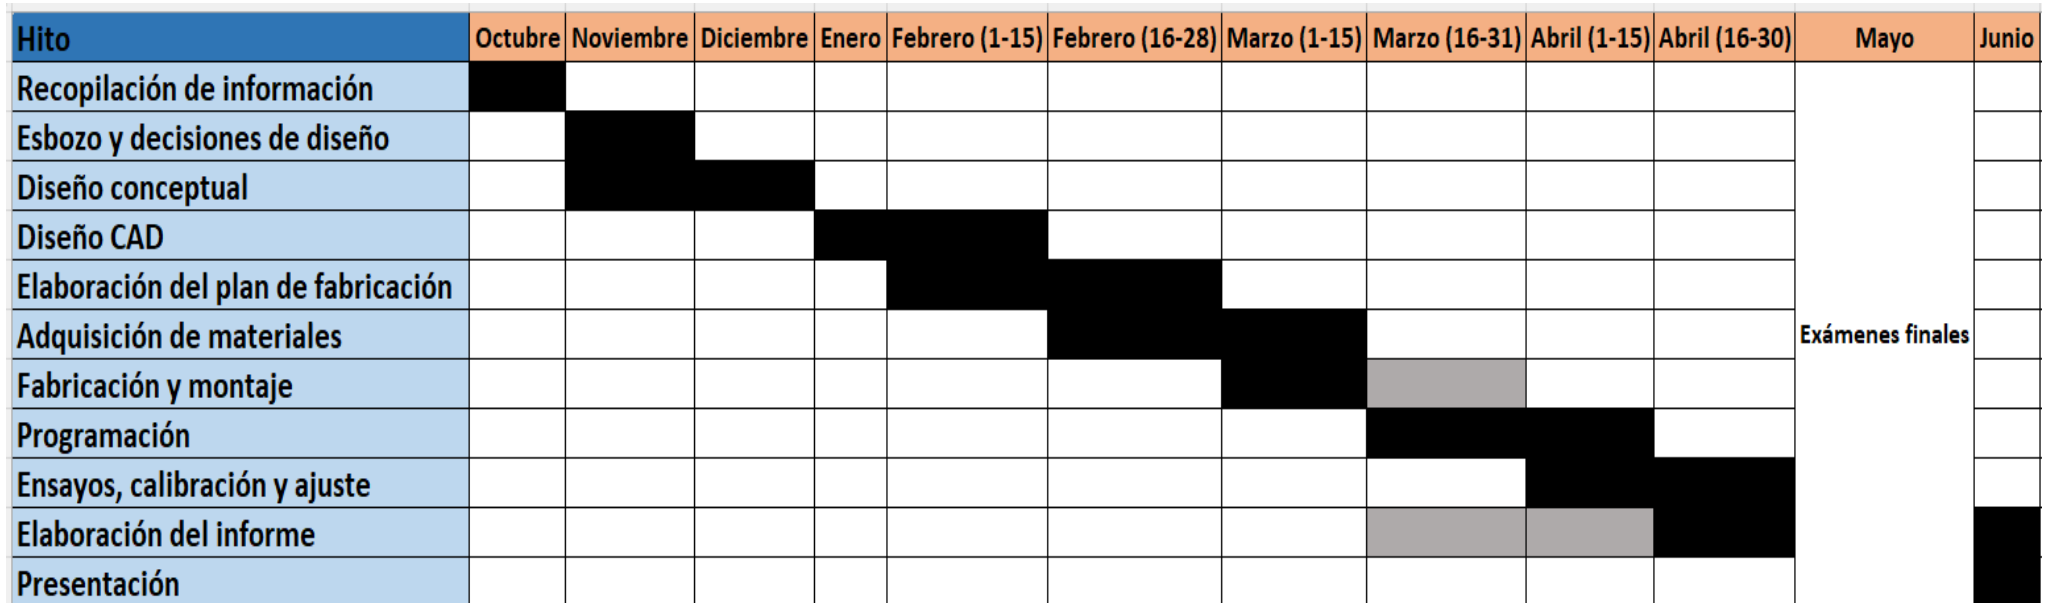 Hito Octubre Noviembre Diciembre Enero Febrero (1-15) Febrero (16-28) Marzo (1-15) Marzo (16-31) Abril (1-15) Abril (16-30) Mayo Junio
Recopilación de información
Esbozo y decisiones de diseño
Diseño conceptual
Diseño CAD
Elaboración del plan de fabricación
Adquisición de materiales Exámenes finales
Fabricación y montaje
Programación
Ensayos, calibración y ajuste
Elaboración del informe
Presentación